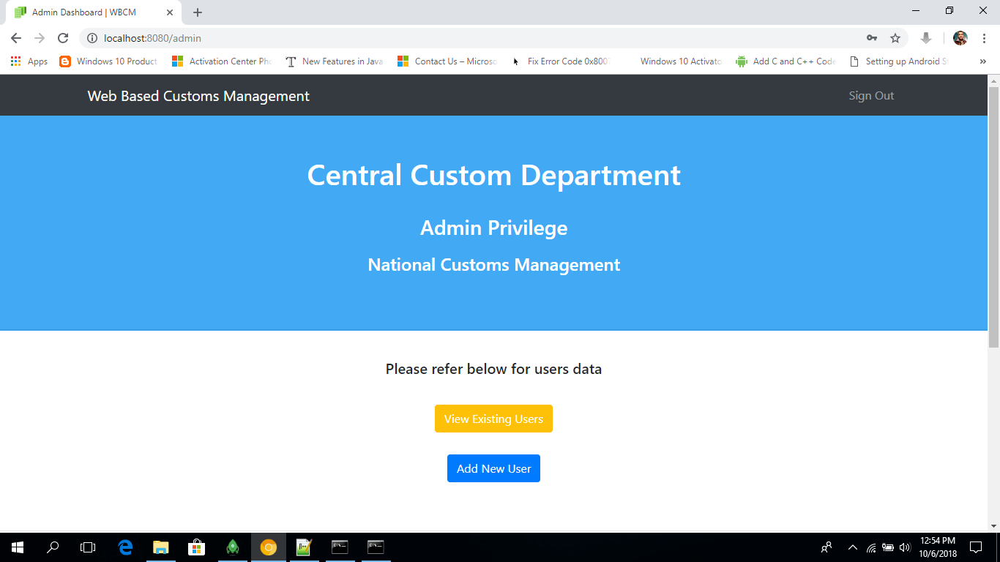 Admin Dashboard | WBCM
localhost:8080/admin
Apps
Windows 10 Product
Activation Center Pho
New Features in Java
Contact Us – Microso
Fix Error Code 0x8007
Windows 10 Activato
Add C and C++ Code
Setting up Android S
Web Based Customs Management
Sign Out
Central Custom Department
Admin Privilege
National Customs Management
Please refer below for users data
View Existing Users
Add New User
12:54 PM
10/6/2018